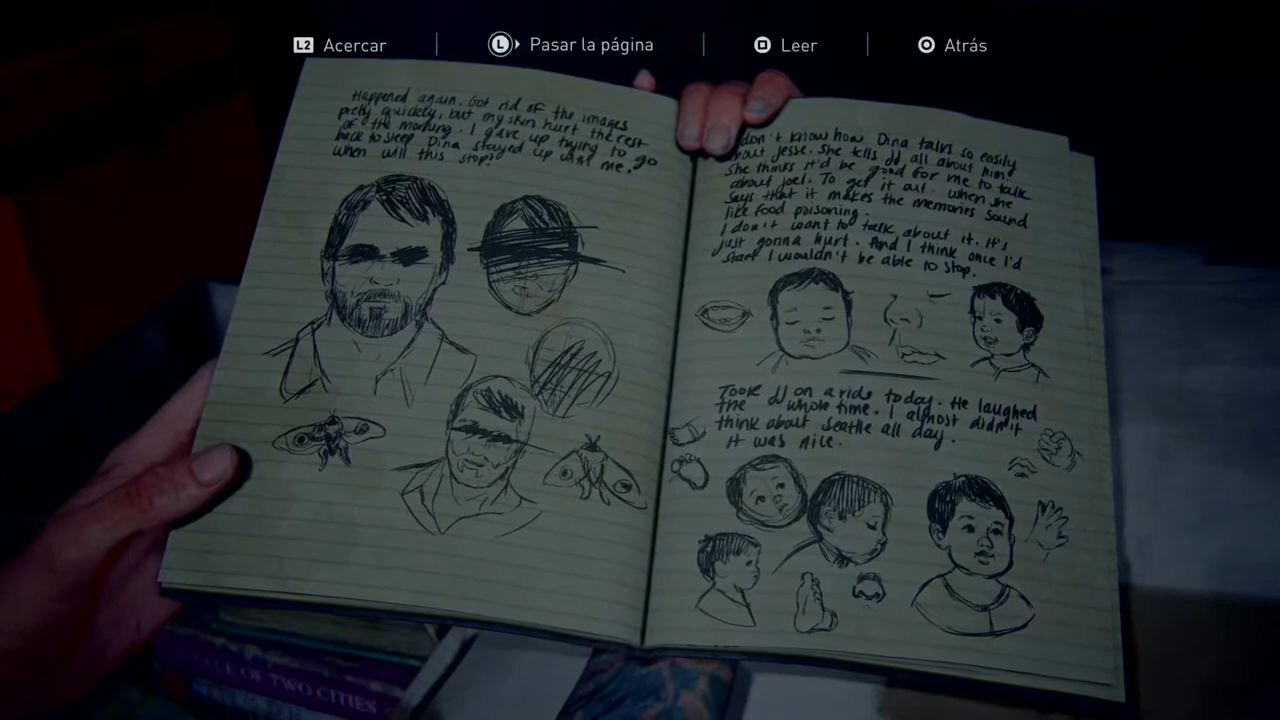 L2 Acercar
L Pasar la página
Leer
Atrás
Happened again. Got rid of the images
pretty quickly, but my skin hurt the rest
of the morning. I gave up trying to go
back to sleep Dina stayed up with me.
When will this stop?
don't know how Dina talks so easily
about Jesse. She tells JJ all about him.
She thinks it'd be good for me to talk
about Joel. To get it out. When she
says that it makes the memories sound
like food poisoning.
I don't want to talk about it. It's
just gonna hurt. And I think once I'd
start I wouldn't be able to stop.
Took JJ on a ride today. He laughed
the whole time. I almost didn't
think about Seattle all day.
It was nice.
TALE OF TWO CITIES